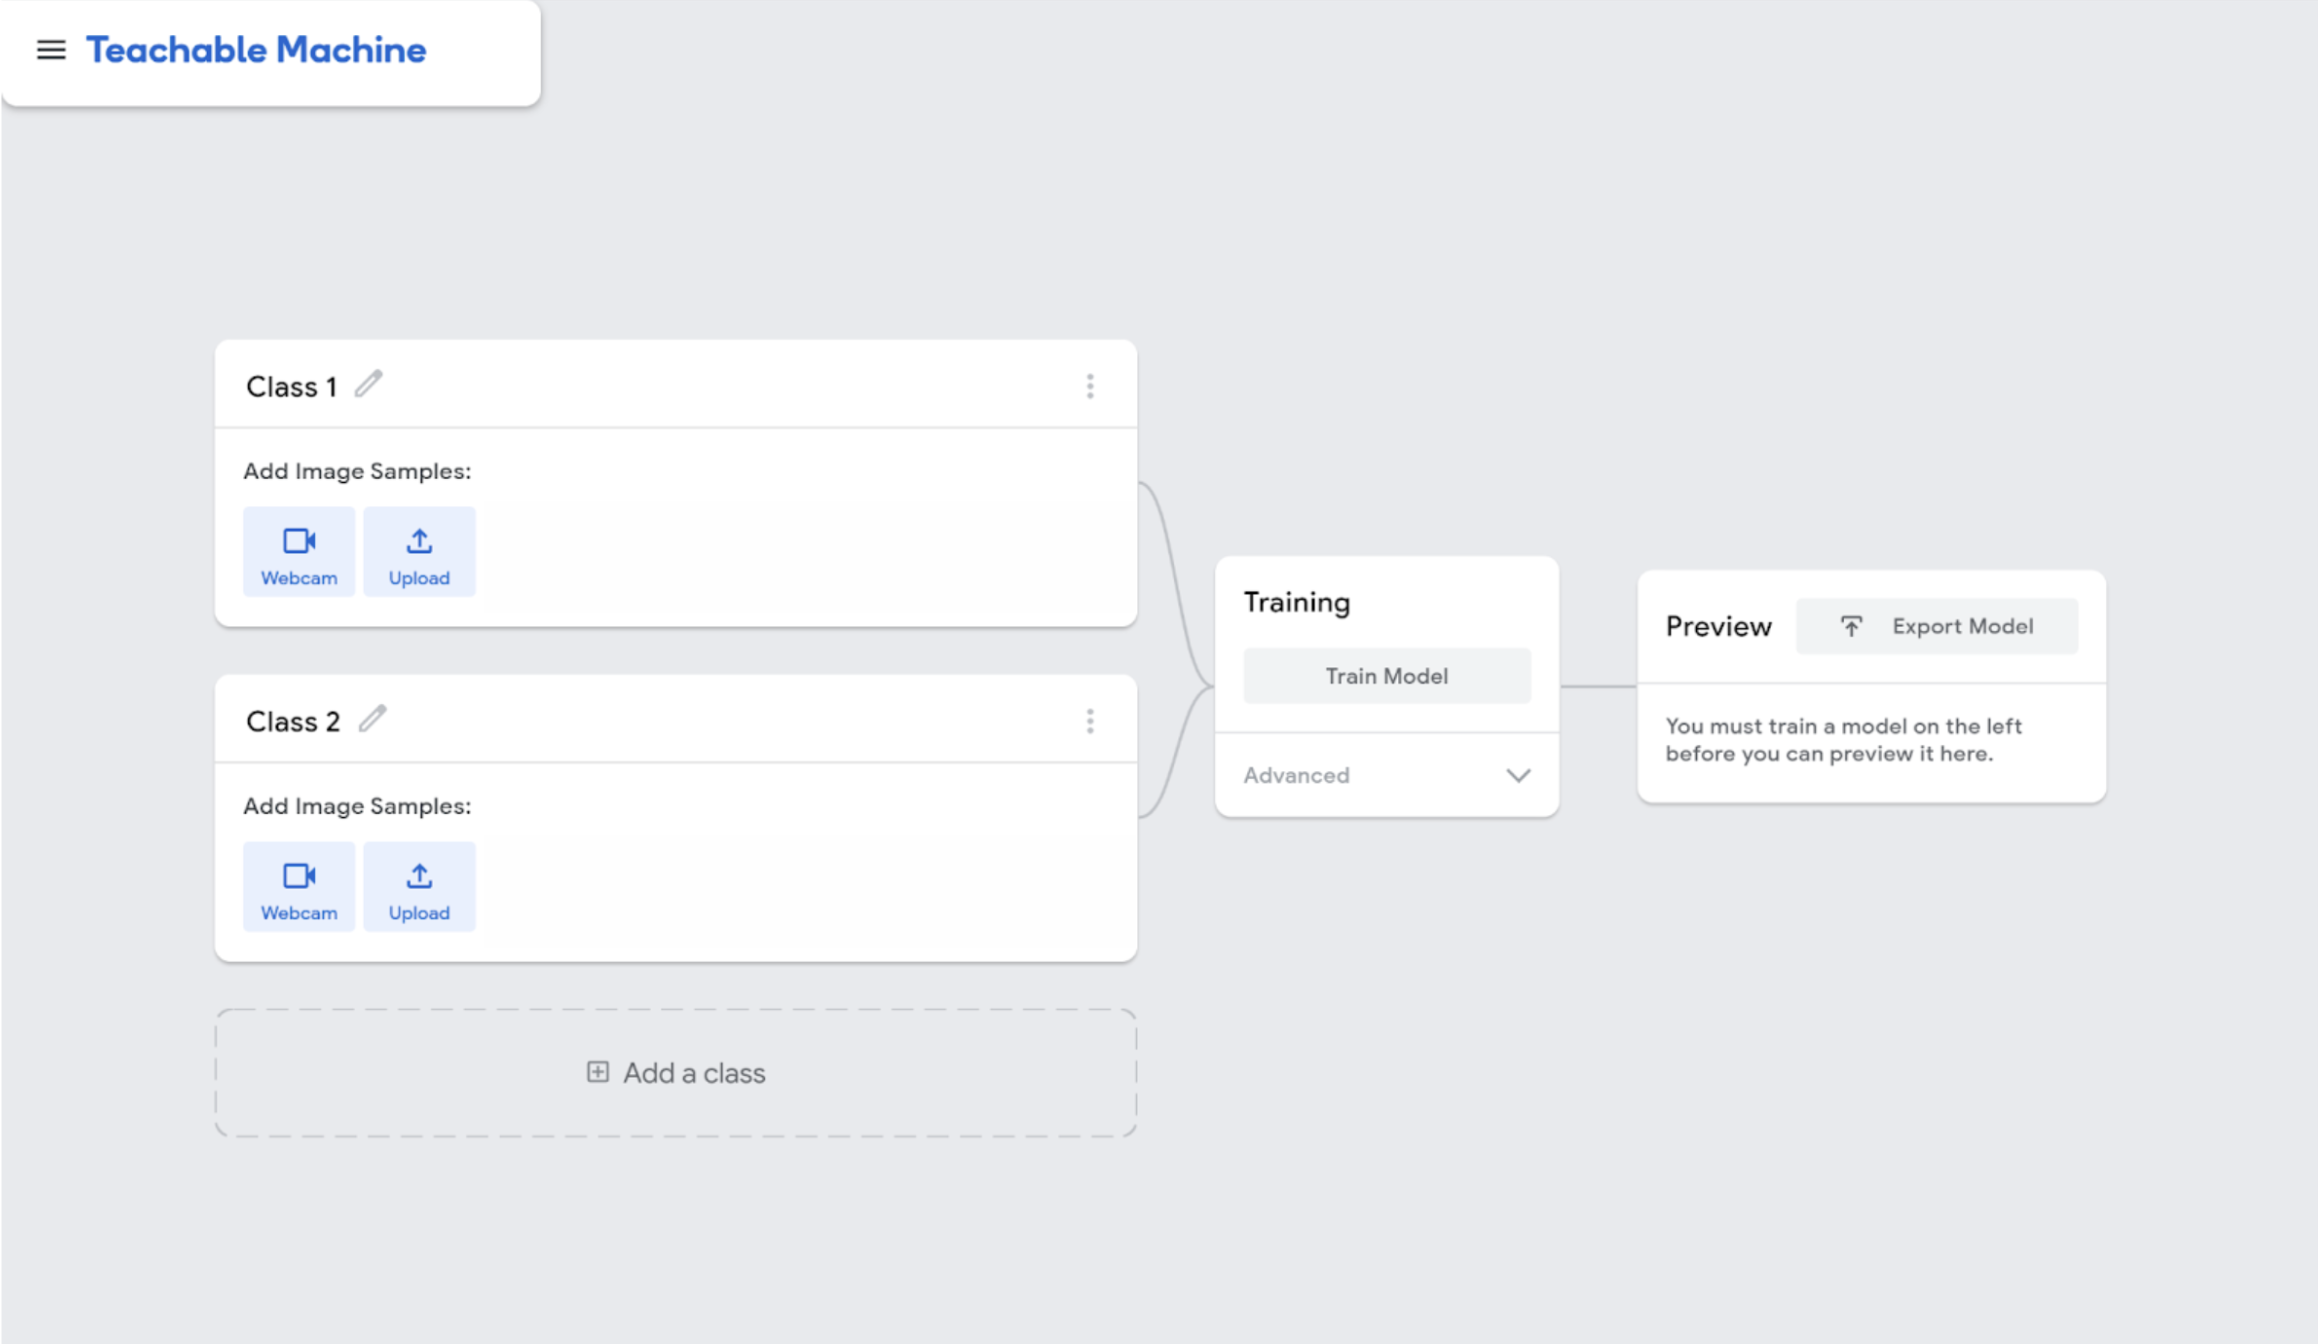 Teachable Machine
Class 1
Add Image Samples:
Webcam
Upload
Class 2
Add Image Samples:
Webcam
Upload
Add a class
Training
Train Model
Advanced
Preview
Export Model
You must train a model on the left
before you can preview it here.